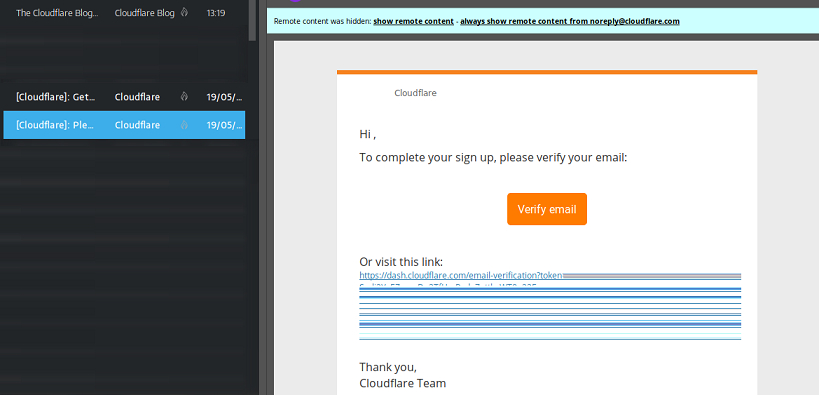 The Cloudflare Blog... Cloudflare Blog 13:19
[Cloudflare]: Get... Cloudflare 19/05/...
[Cloudflare]: Ple... Cloudflare 19/05/...
Remote content was hidden: show remote content - always show remote content from noreply@cloudflare.com
Cloudflare
Hi ,
To complete your sign up, please verify your email:
Verify email
Or visit this link:
https://dash.cloudflare.com/email-verification?token
Thank you,
Cloudflare Team